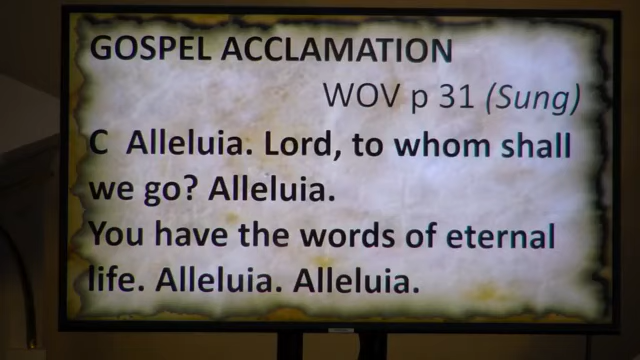 GOSPEL ACCLAMATION
WOV p 31 (Sung)
C Alleluia. Lord, to whom shall
we go? Alleluia.
You have the words of eternal
life. Alleluia. Alleluia.